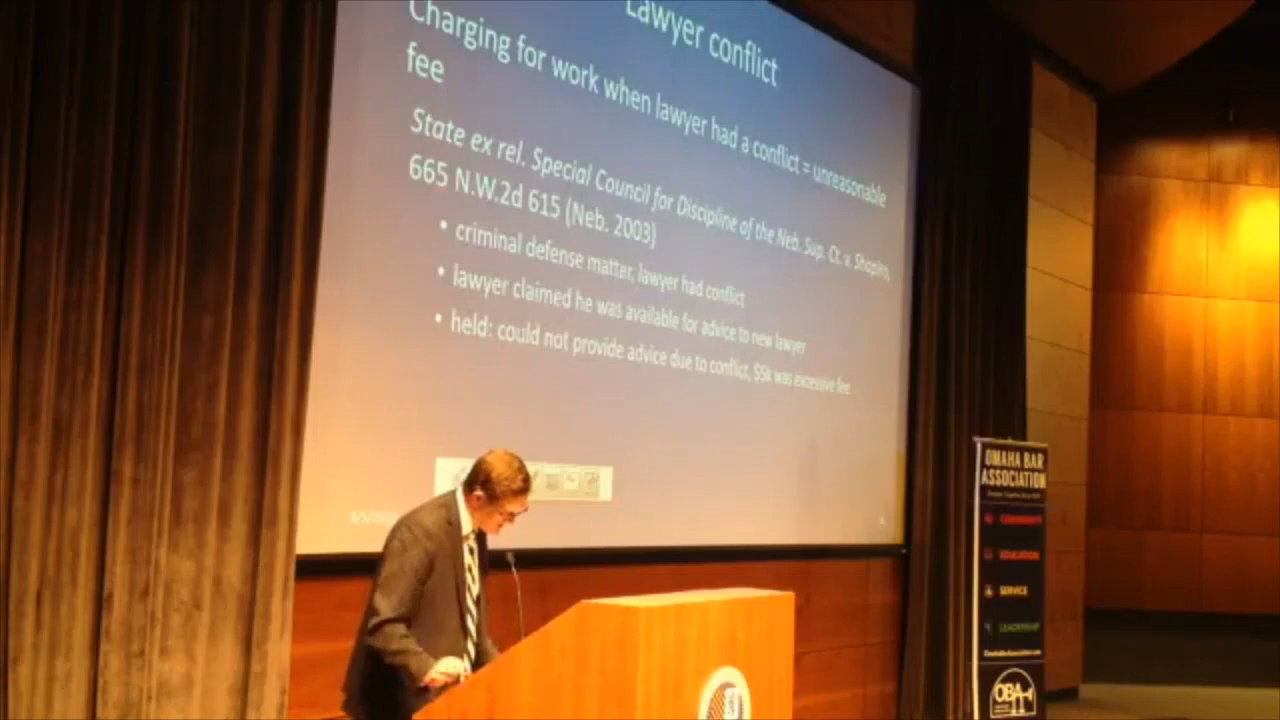 Lawyer conflict
Charging for work when lawyer had a conflict = unreasonable
fee
State ex rel. Special Council for Discipline of the Neb. Sup. Ct. v. Shapiro,
665 N.W.2d 615 (Neb. 2003)
• criminal defense matter, lawyer had conflict
• lawyer claimed he was available for advice to new lawyer
• held: could not provide advice due to conflict, $5k was excessive fee
OMAHA BAR
ASSOCIATION
COMMUNITY
EDUCATION
SERVICE
LEADERSHIP
OBA